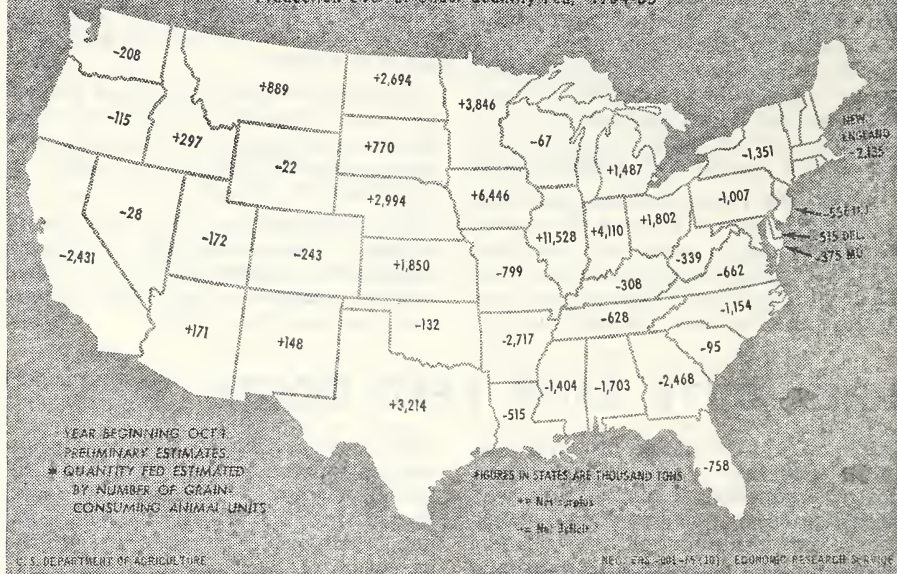 -208
+889
+2,694
+3,846
-115
+297
-22
+770
-67
+1,487
-1,351
NEW
ENGLAND
-28
-172
-243
+2,994
+6,446
+11,528
+4,110
+1,802
-1,007
-2,431
+1,850
-799
-308
-339
-662
515 DEL.
-375 MD
+171
+148
-132
-2,717
-628
-1,154
-95
+3,214
-515
-1,404
-1,703
-2,468
-758
YEAR BEGINNING OCT. 1
PRELIMINARY ESTIMATES
* QUANTITY FED ESTIMATED
BY NUMBER OF GRAIN-
CONSUMING ANIMAL UNITS
FIGURES IN STATES ARE THOUSAND TONS
+= Net surplus
-= Net Deficit
U. S. DEPARTMENT OF AGRICULTURE
NEG. ERS ECONOMIC RESEARCH SERVICE